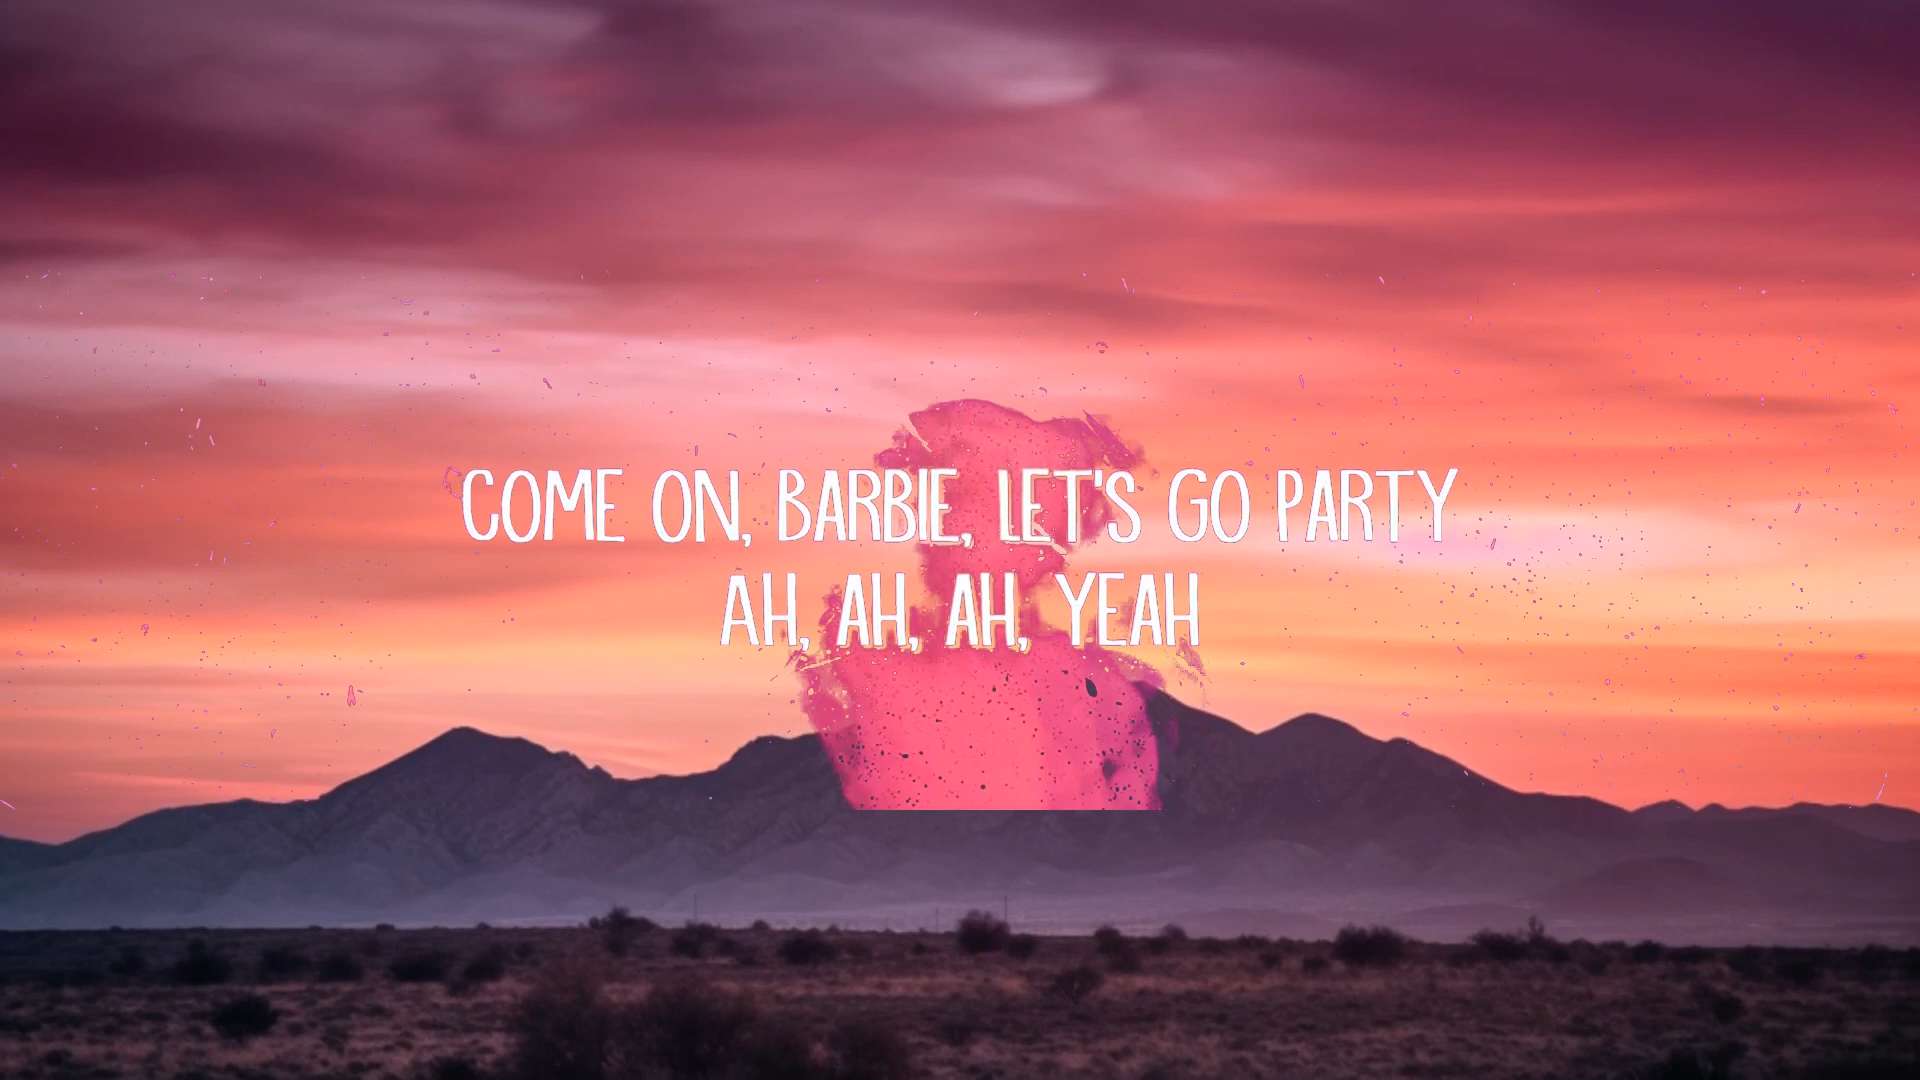 COME ON, BARBIE, LET'S GO PARTY
AH, AH, AH, YEAH